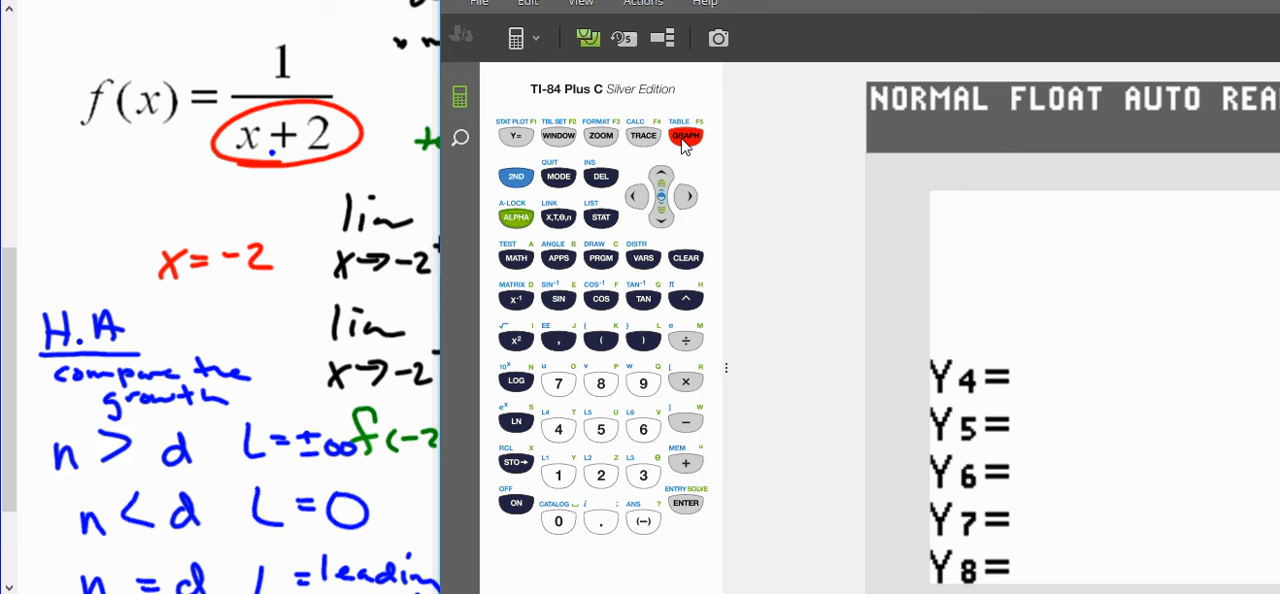 File Edit View Actions Help
f(x) = 1 / x + 2
lim
x→-2
x = -2
lim
x→-2
H.A
compare the
growth
n > d L = ±∞
f(-2
n < d L = 0
n = d L = leading
TI-84 Plus C Silver Edition
STAT PLOT F1 TBL SET F2 FORMAT F3 CALC F4 TABLE F5
Y= WINDOW ZOOM TRACE GRAPH
QUIT INS
2ND MODE DEL
A-LOCK LINK LIST
ALPHA X,T,Θ,n STAT
TEST A ANGLE B DRAW C DISTR
MATH APPS PRGM VARS CLEAR
MATRIX D SIN⁻¹ E COS⁻¹ F TAN⁻¹ G π H
x⁻¹ SIN COS TAN ^
√ I EE J { K } L e M
x² , ( ) ÷
10ˣ N u O v P w Q [ R
LOG 7 8 9 ×
eˣ S L4 T L5 U L6 V ] W
LN 4 5 6 −
RCL X L1 Y L2 Z L3 θ MEM "
STO→ 1 2 3 +
OFF CATALOG ⎵ i : ANS ? ENTRY SOLVE
ON 0 . (−) ENTER
NORMAL FLOAT AUTO REA
Y4=
Y5=
Y6=
Y7=
Y8=